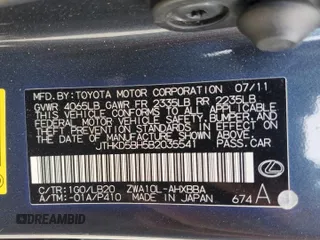 MFD. BY: TOYOTA MOTOR CORPORATION 07/11
GVWR 4065LB GAWR FR 2335LB RR 2235LB
THIS VEHICLE CONFORMS TO ALL APPLICABLE
FEDERAL MOTOR VEHICLE SAFETY, BUMPER, AND
THEFT PREVENTION STANDARDS IN EFFECT ON
THE DATE OF MANUFACTURE SHOWN ABOVE.
JTHKD5BH5B2035541 PASS.CAR
C/TR: 1G0/LB20 ZWA10L-AHXBBA
A/TM: -01A/P410 MADE IN JAPAN 674 A
© DREAMBID